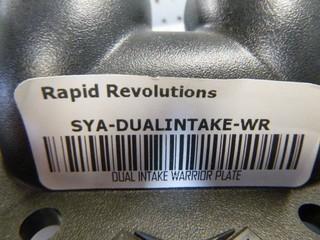 Rapid Revolutions
SYA-DUALINTAKE-WR
DUAL INTAKE WARRIOR PLATE